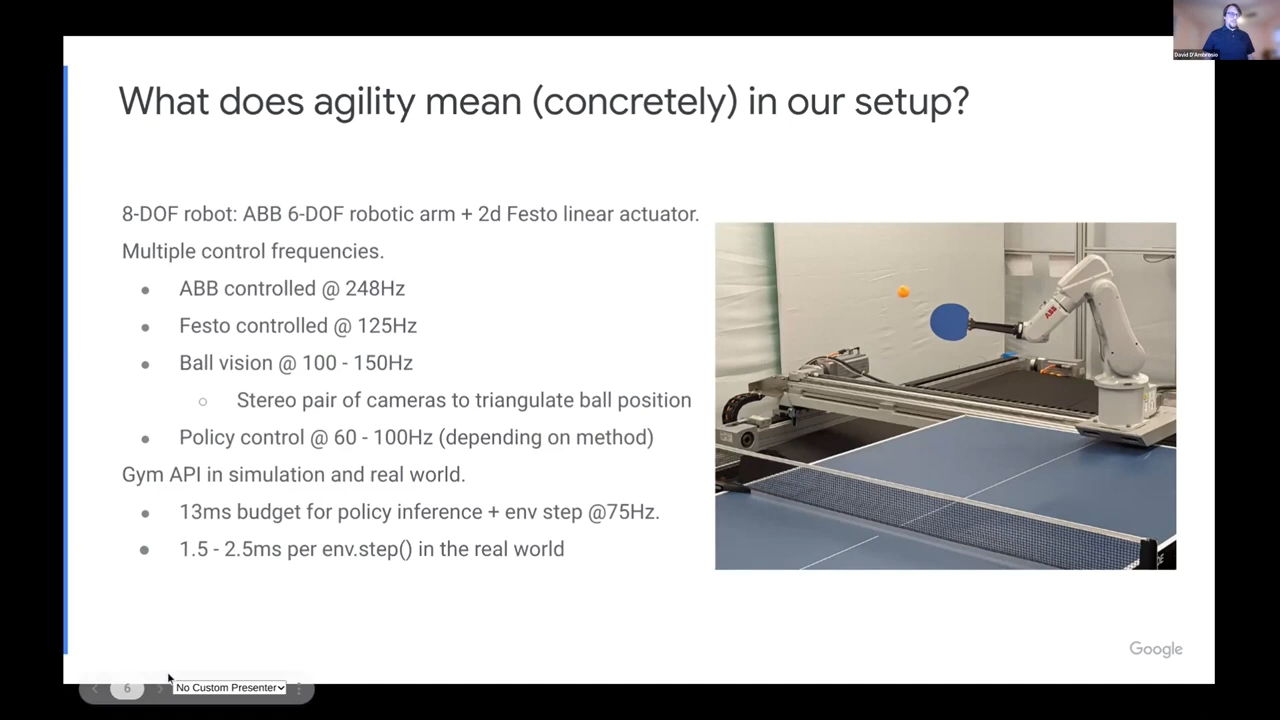 David D'Ambrosio
What does agility mean (concretely) in our setup?
8-DOF robot: ABB 6-DOF robotic arm + 2d Festo linear actuator.
Multiple control frequencies.
● ABB controlled @ 248Hz
● Festo controlled @ 125Hz
● Ball vision @ 100 - 150Hz
○ Stereo pair of cameras to triangulate ball position
● Policy control @ 60 - 100Hz (depending on method)
Gym API in simulation and real world.
● 13ms budget for policy inference + env step @75Hz.
● 1.5 - 2.5ms per env.step() in the real world
ABB
Google
6
No Custom Presenter